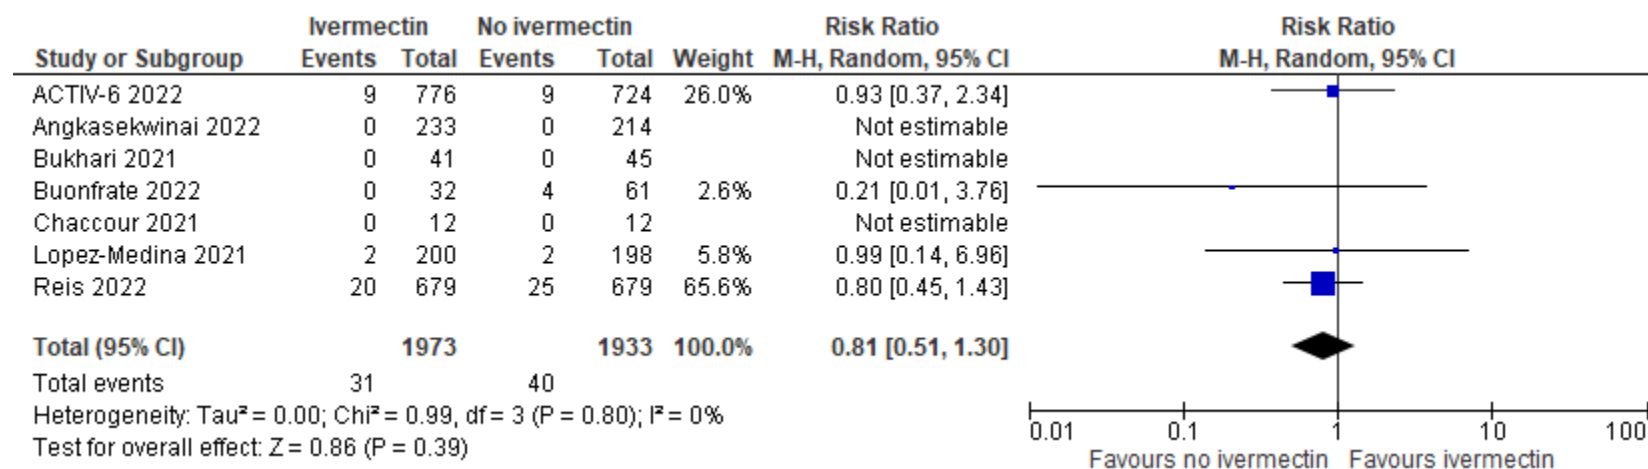 Ivermectin No ivermectin Risk Ratio Risk Ratio
Study or Subgroup Events Total Events Total Weight M-H, Random, 95% CI M-H, Random, 95% CI
ACTIV-6 2022 9 776 9 724 26.0% 0.93 [0.37, 2.34]
Angkasekwinai 2022 0 233 0 214 Not estimable
Bukhari 2021 0 41 0 45 Not estimable
Buonfrate 2022 0 32 4 61 2.6% 0.21 [0.01, 3.76]
Chaccour 2021 0 12 0 12 Not estimable
Lopez-Medina 2021 2 200 2 198 5.8% 0.99 [0.14, 6.96]
Reis 2022 20 679 25 679 65.6% 0.80 [0.45, 1.43]
Total (95% CI) 1973 1933 100.0% 0.81 [0.51, 1.30]
Total events 31 40
Heterogeneity: Tau² = 0.00; Chi² = 0.99, df = 3 (P = 0.80); I² = 0%
Test for overall effect: Z = 0.86 (P = 0.39)
0.01 0.1 1 10 100
Favours no ivermectin Favours ivermectin